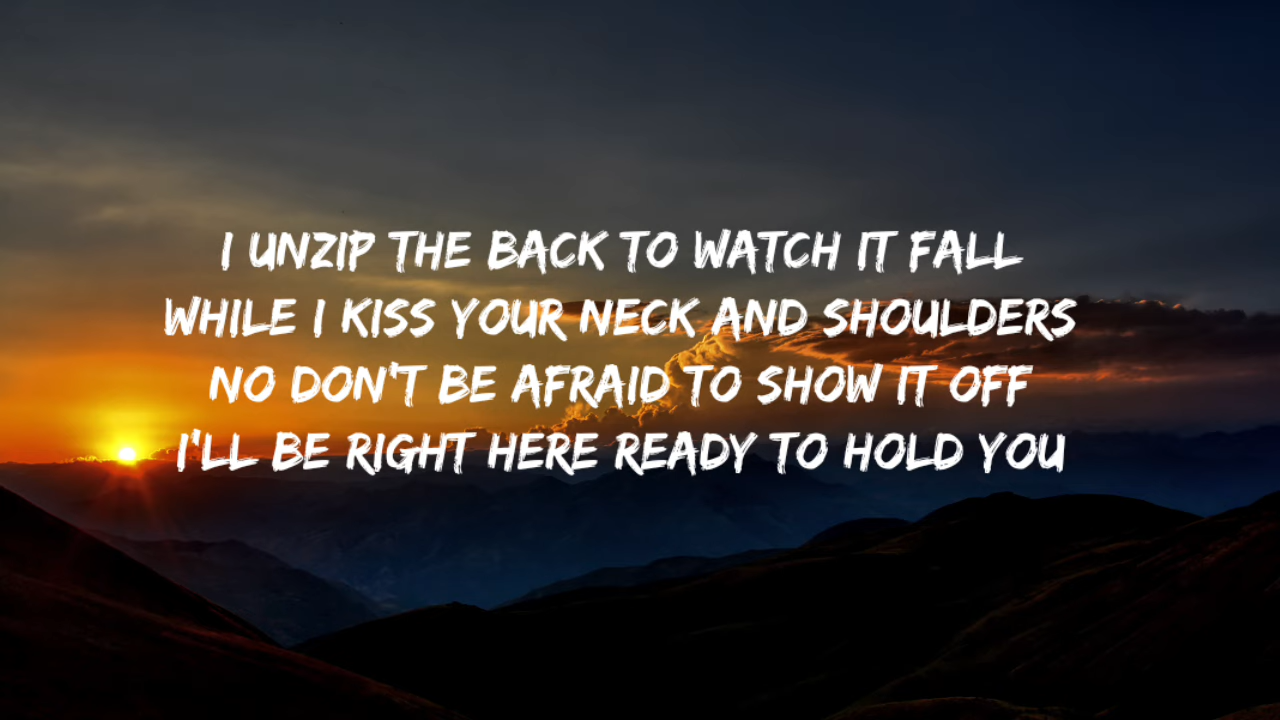 I UNZIP THE BACK TO WATCH IT FALL
WHILE I KISS YOUR NECK AND SHOULDERS
NO DON'T BE AFRAID TO SHOW IT OFF
I'LL BE RIGHT HERE READY TO HOLD YOU